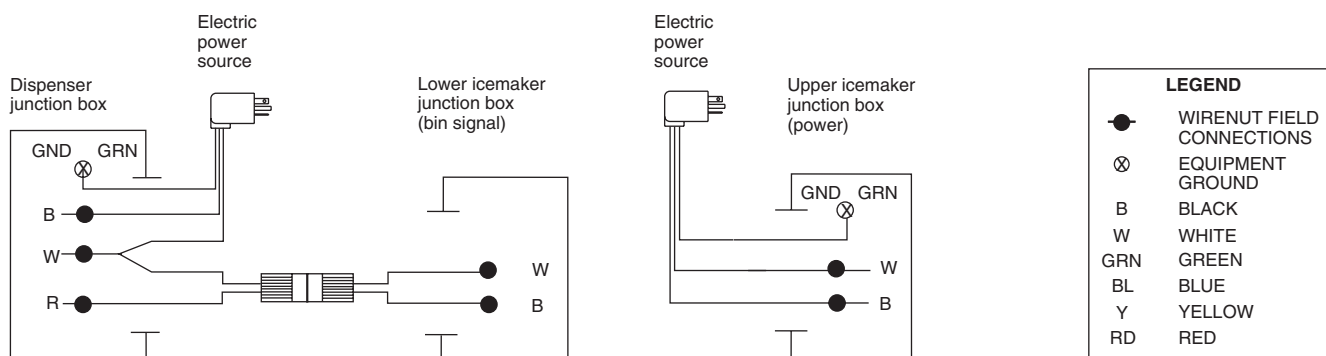 Electric
power
source
Dispenser
junction box
Lower icemaker
junction box
(bin signal)
GND GRN
B
W
R
W
B
Electric
power
source
Upper icemaker
junction box
(power)
GND GRN
W
B
LEGEND
WIRENUT FIELD
CONNECTIONS
EQUIPMENT
GROUND
B BLACK
W WHITE
GRN GREEN
BL BLUE
Y YELLOW
RD RED